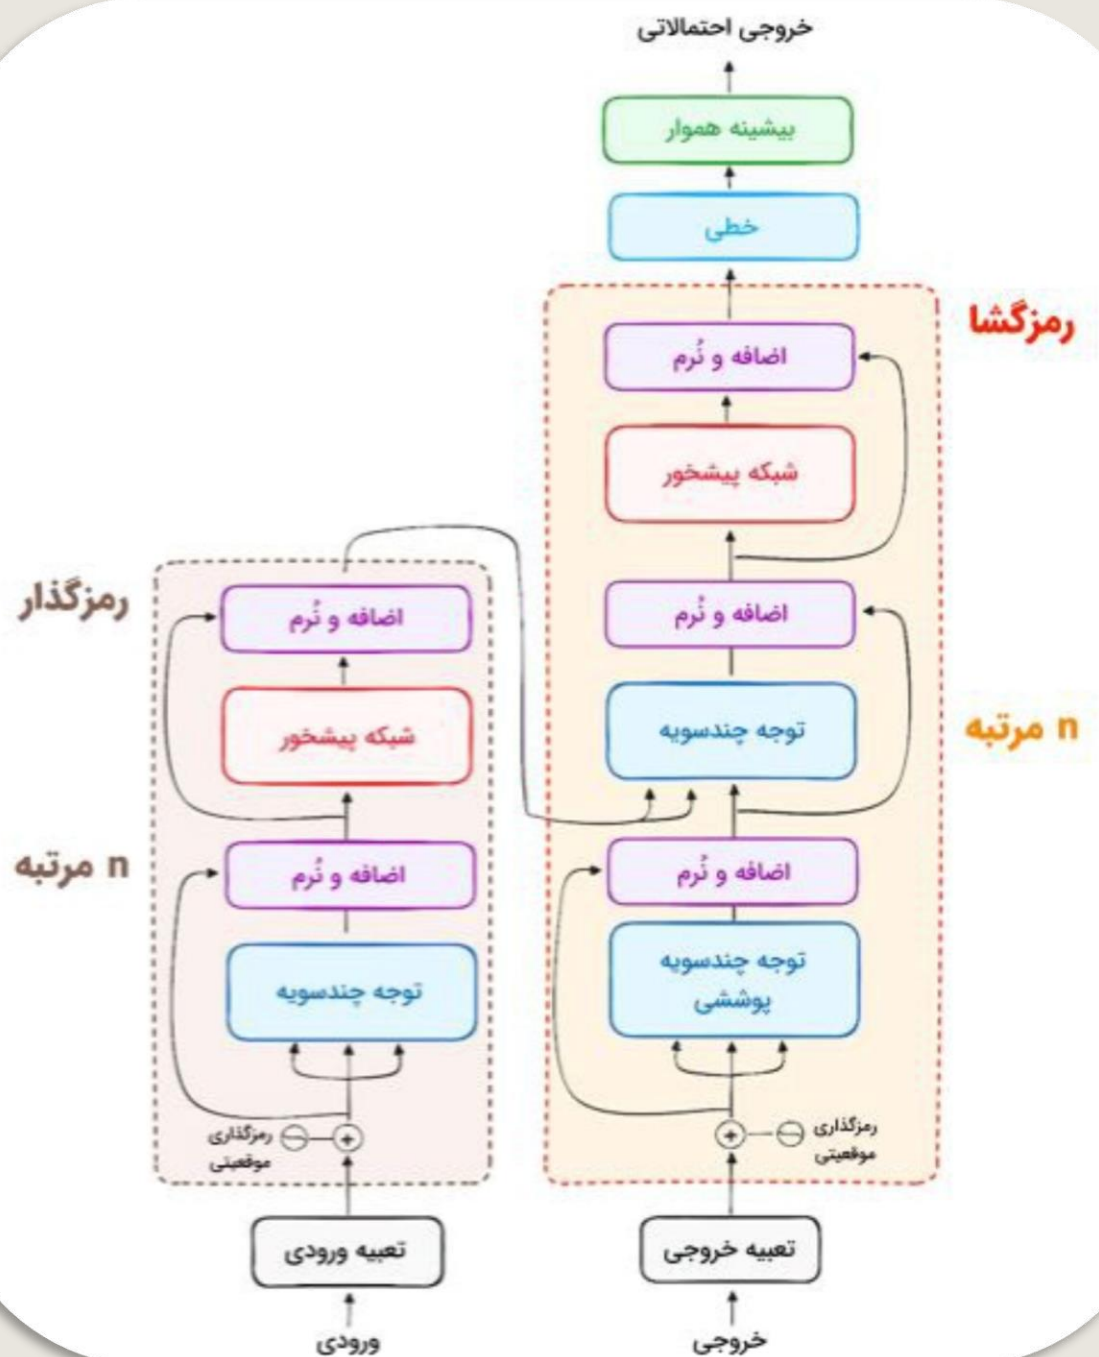 خروجی احتمالاتی
بیشینه هموار
خطی
رمزگشا
اضافه و نُرم
شبکه پیشخور
اضافه و نُرم
توجه چندسویه
n مرتبه
اضافه و نُرم
توجه چندسویه
پوششی
رمزگذاری
موقعیتی
تعبیه خروجی
خروجی
رمزگذار
اضافه و نُرم
شبکه پیشخور
n مرتبه
اضافه و نُرم
توجه چندسویه
رمزگذاری
موقعیتی
تعبیه ورودی
ورودی